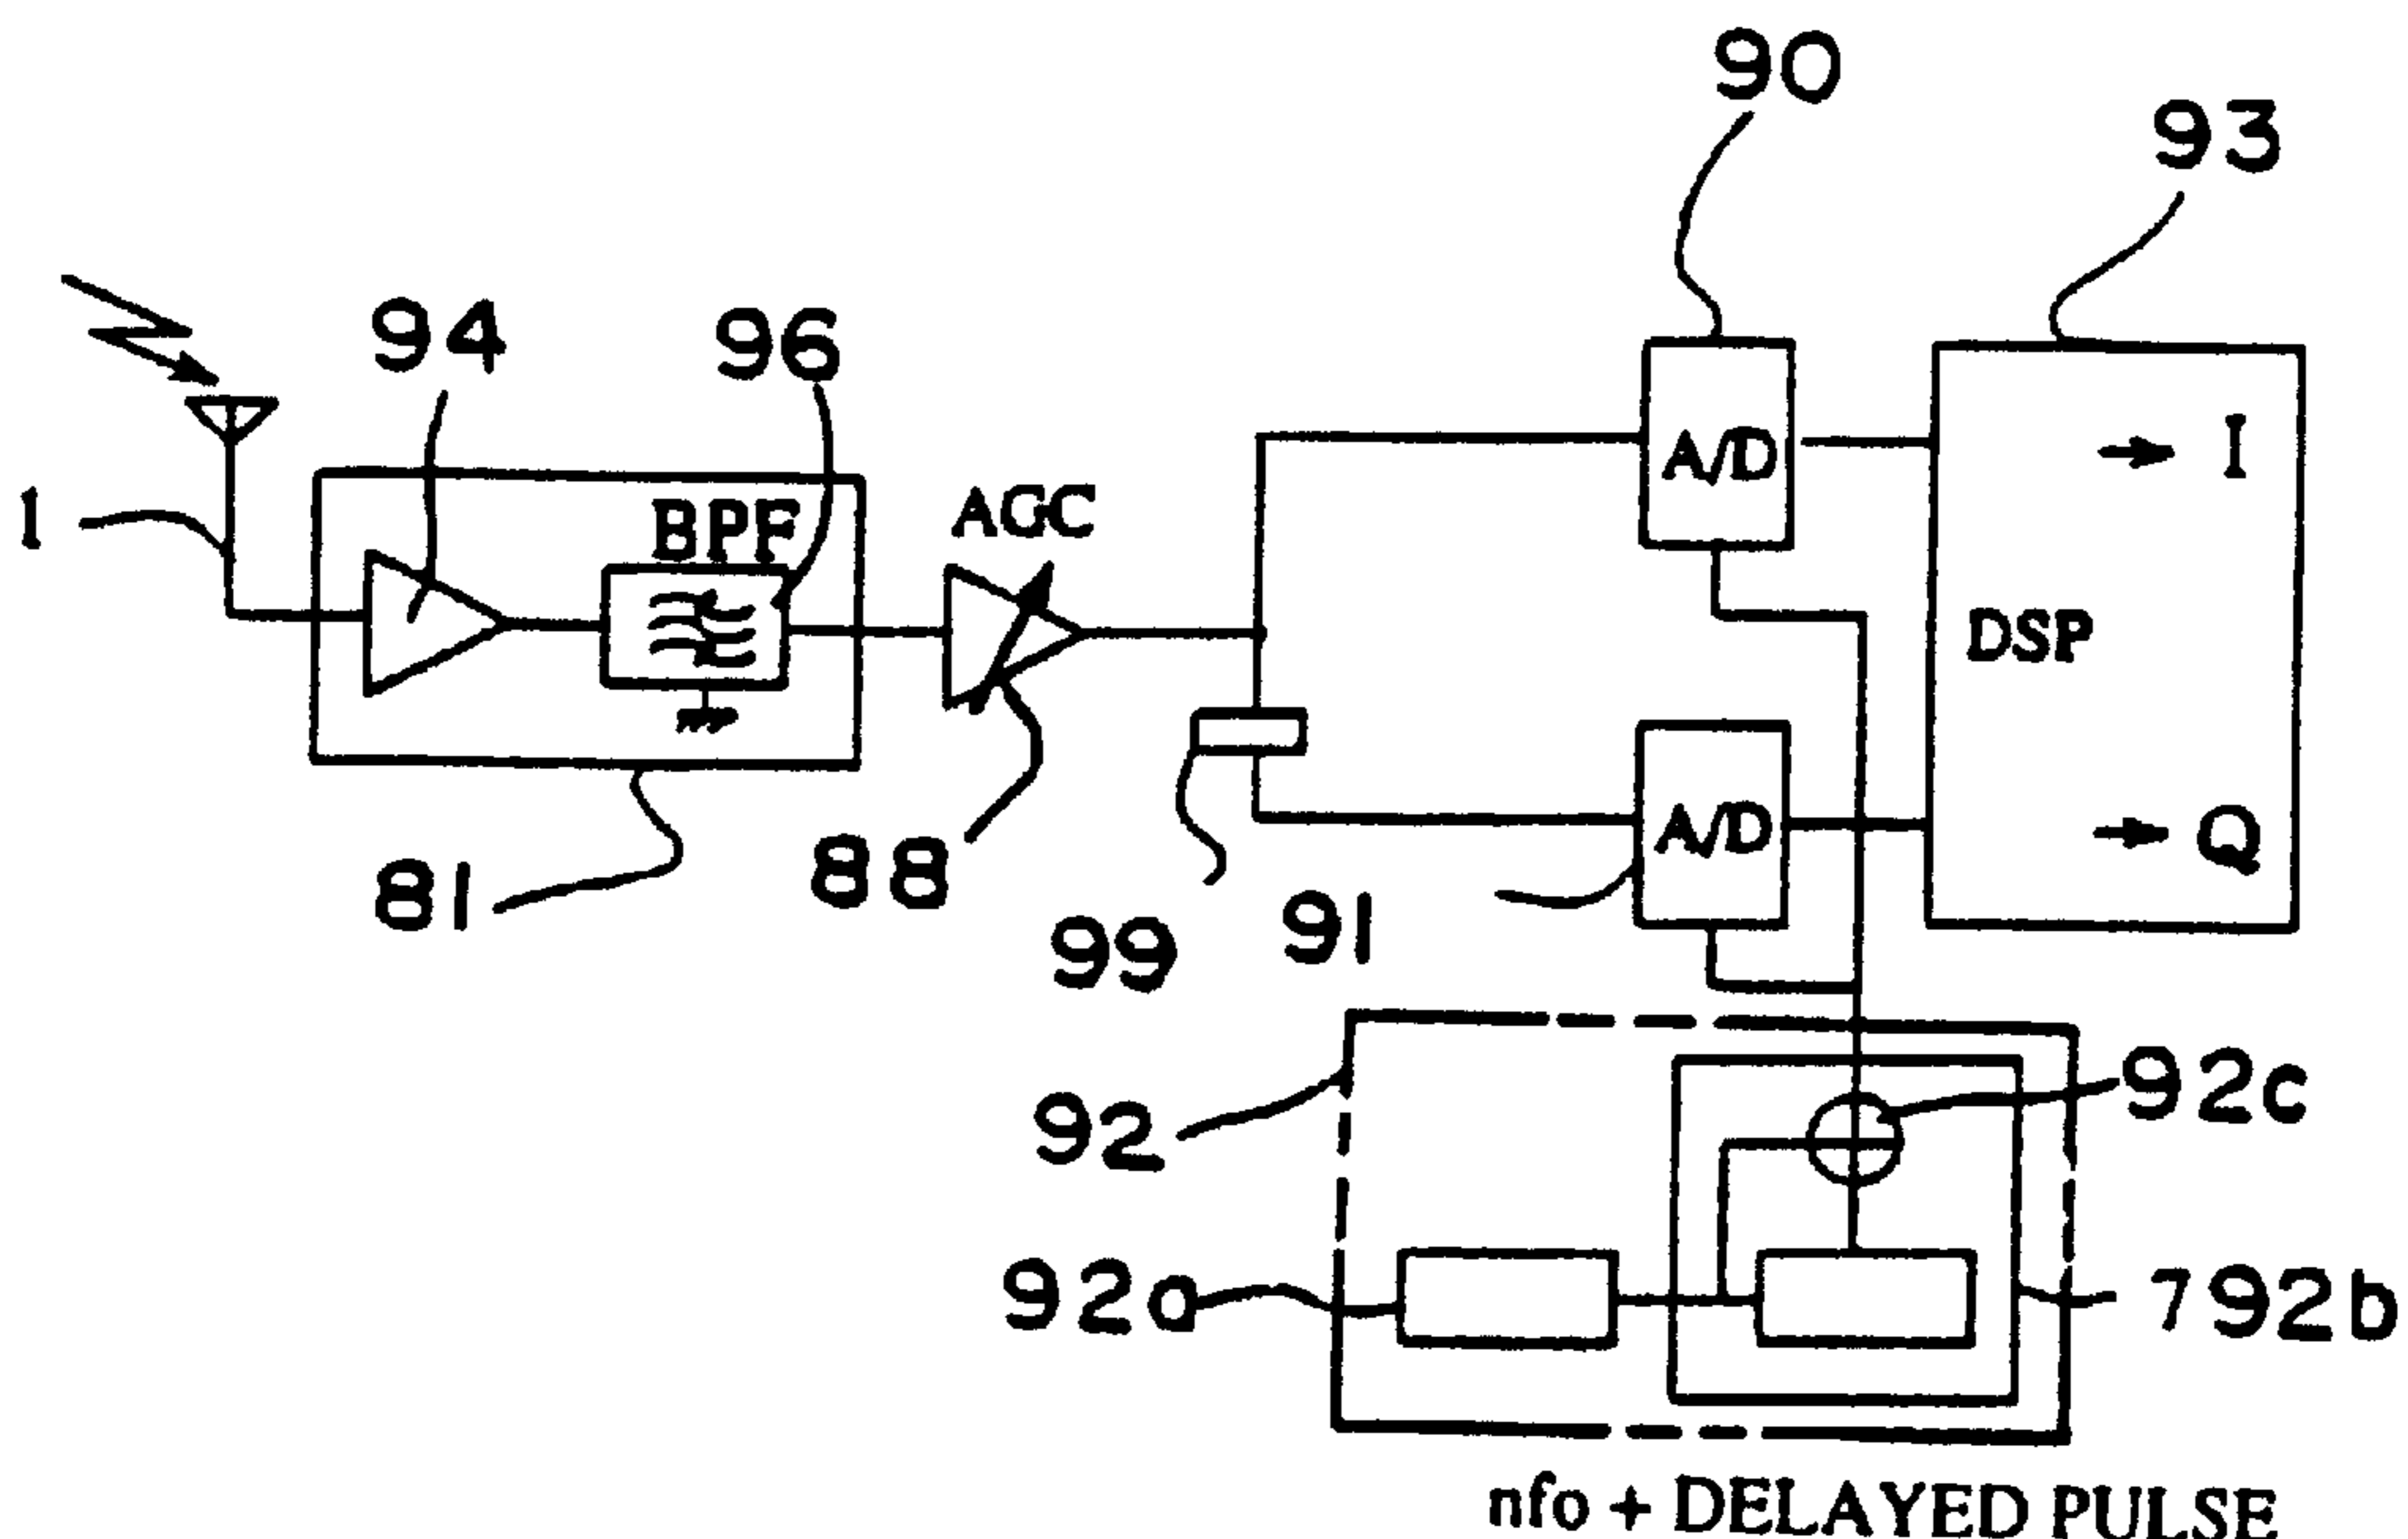 90
93
94
96
1
BPF
AGC
A/D
I
DSP
A/D
Q
81
88
99
91
92
92c
92a
792b
nfo + DELAYED PULSE